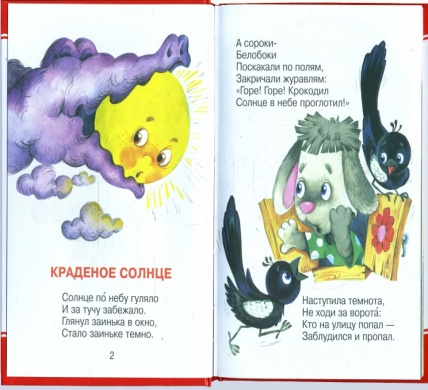 КРАДЕНОЕ СОЛНЦЕ
Солнце по́ небу гуляло
И за тучу забежало.
Глянул заинька в окно,
Стало заиньке темно.
2
А сороки-
Белобоки
Поскакали по полям,
Закричали журавлям:
«Горе! Горе! Крокодил
Солнце в небе проглотил!»
Наступила темнота,
Не ходи за ворота:
Кто на улицу попал —
Заблудился и пропал.